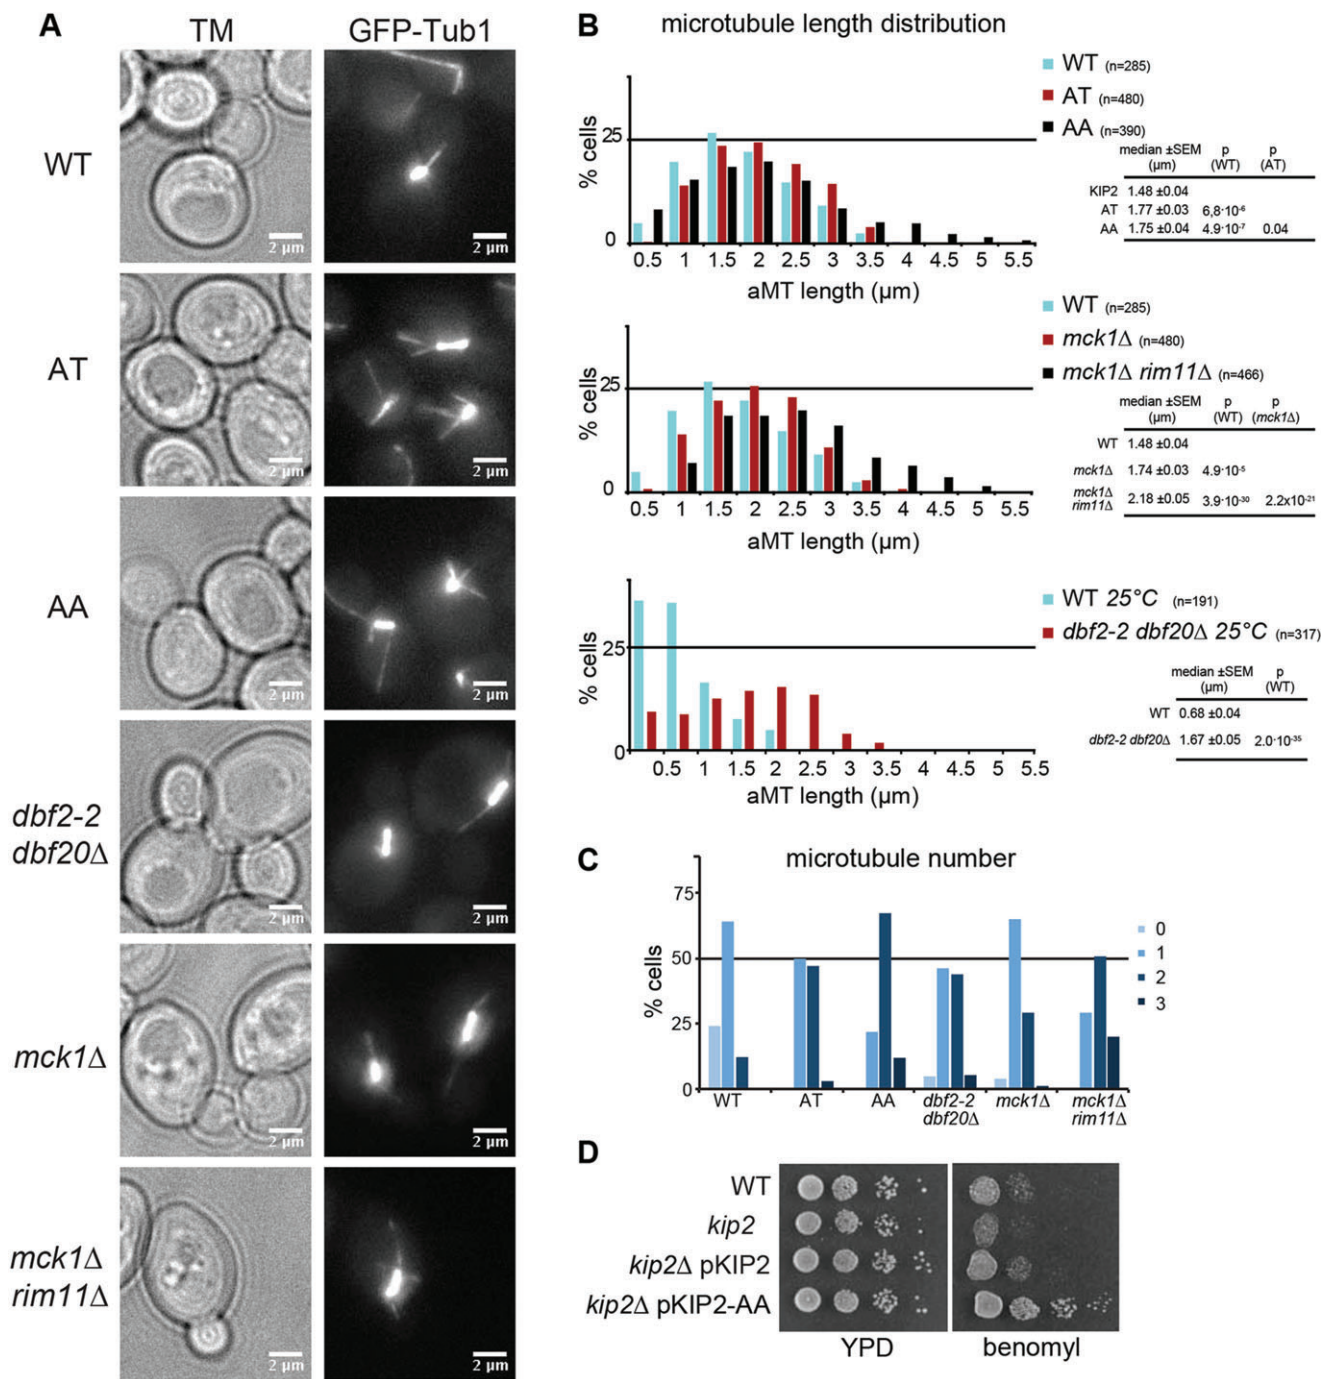 A
TM
GFP-Tub1
WT
2 µm
2 µm
AT
2 µm
2 µm
AA
2 µm
2 µm
dbf2-2
dbf20Δ
2 µm
2 µm
mck1Δ
2 µm
2 µm
mck1Δ
rim11Δ
2 µm
2 µm
B
microtubule length distribution
% cells
25
0
0.5 1 1.5 2 2.5 3 3.5 4 4.5 5 5.5
aMT length (µm)
WT (n=285)
AT (n=480)
AA (n=390)
median ±SEM p p
(µm) (WT) (AT)
KIP2 1.48 ±0.04
AT 1.77 ±0.03 6,8·10-6
AA 1.75 ±0.04 4.9·10-7 0.04
% cells
25
0
0.5 1 1.5 2 2.5 3 3.5 4 4.5 5 5.5
aMT length (µm)
WT (n=285)
mck1Δ (n=480)
mck1Δ rim11Δ (n=466)
median ±SEM p p
(µm) (WT) (mck1Δ)
WT 1.48 ±0.04
mck1Δ 1.74 ±0.03 4.9·10-5
mck1Δ
rim11Δ 2.18 ±0.05 3.9·10-30 2.2x10-21
% cells
25
0
0.5 1 1.5 2 2.5 3 3.5 4 4.5 5 5.5
aMT length (µm)
WT 25°C (n=191)
dbf2-2 dbf20Δ 25°C (n=317)
median ±SEM p
(µm) (WT)
WT 0.68 ±0.04
dbf2-2 dbf20Δ 1.67 ±0.05 2.0·10-35
C
microtubule number
% cells
75
50
25
0
WT AT AA dbf2-2 mck1Δ mck1Δ
dbf20Δ rim11Δ
0
1
2
3
D
WT
kip2
kip2Δ pKIP2
kip2Δ pKIP2-AA
YPD
benomyl